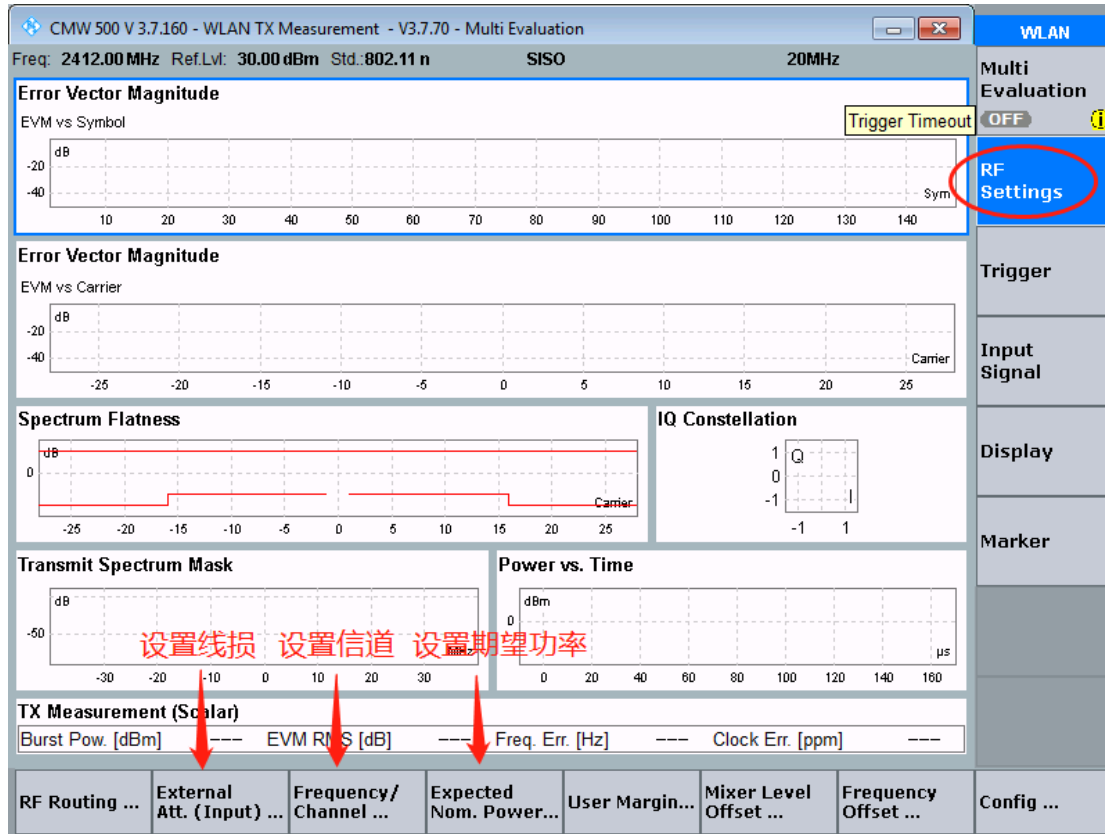 CMW 500 V 3.7.160 - WLAN TX Measurement - V3.7.70 - Multi Evaluation
WLAN
Freq: 2412.00 MHz Ref.Lvl: 30.00 dBm Std.: 802.11 n SISO 20MHz
Multi
Evaluation
OFF
Error Vector Magnitude
EVM vs Symbol
Trigger Timeout
dB
-20
-40
Sym
10 20 30 40 50 60 70 80 90 100 110 120 130 140
RF
Settings
Error Vector Magnitude
EVM vs Carrier
dB
-20
-40
Carrier
-25 -20 -15 -10 -5 0 5 10 15 20 25
Trigger
Input
Signal
Spectrum Flatness
dB
0
Carrier
-25 -20 -15 -10 -5 0 5 10 15 20 25
IQ Constellation
1 Q
0
-1 I
-1 1
Display
Marker
Transmit Spectrum Mask
dB
-50
MHz
-30 -20 -10 0 10 20 30
Power vs. Time
dBm
0
µs
0 20 40 60 80 100 120 140 160
设置线损 设置信道 设置期望功率
TX Measurement (Scalar)
Burst Pow. [dBm] --- EVM RMS [dB] --- Freq. Err. [Hz] --- Clock Err. [ppm] ---
RF Routing ...
External
Att. (Input) ...
Frequency/
Channel ...
Expected
Nom. Power...
User Margin...
Mixer Level
Offset ...
Frequency
Offset ...
Config ...